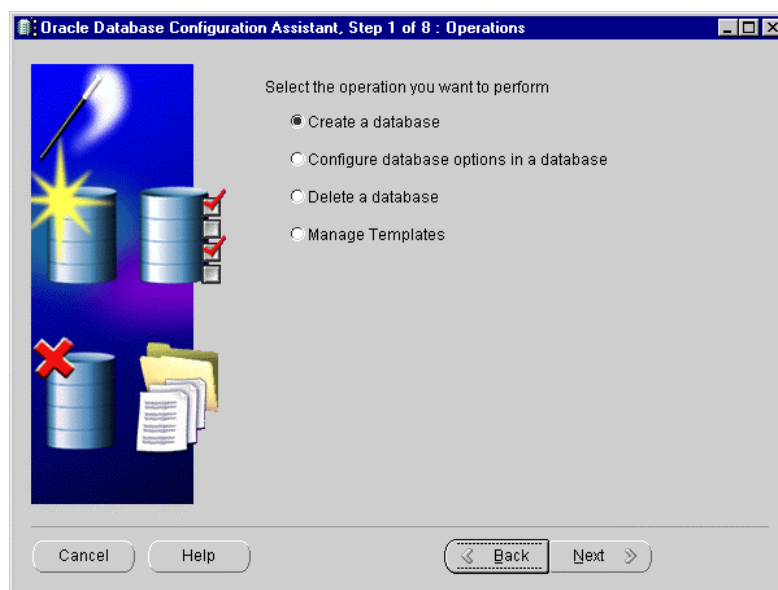 Oracle Database Configuration Assistant, Step 1 of 8 : Operations
Select the operation you want to perform
Create a database
Configure database options in a database
Delete a database
Manage Templates
Cancel Help Back Next